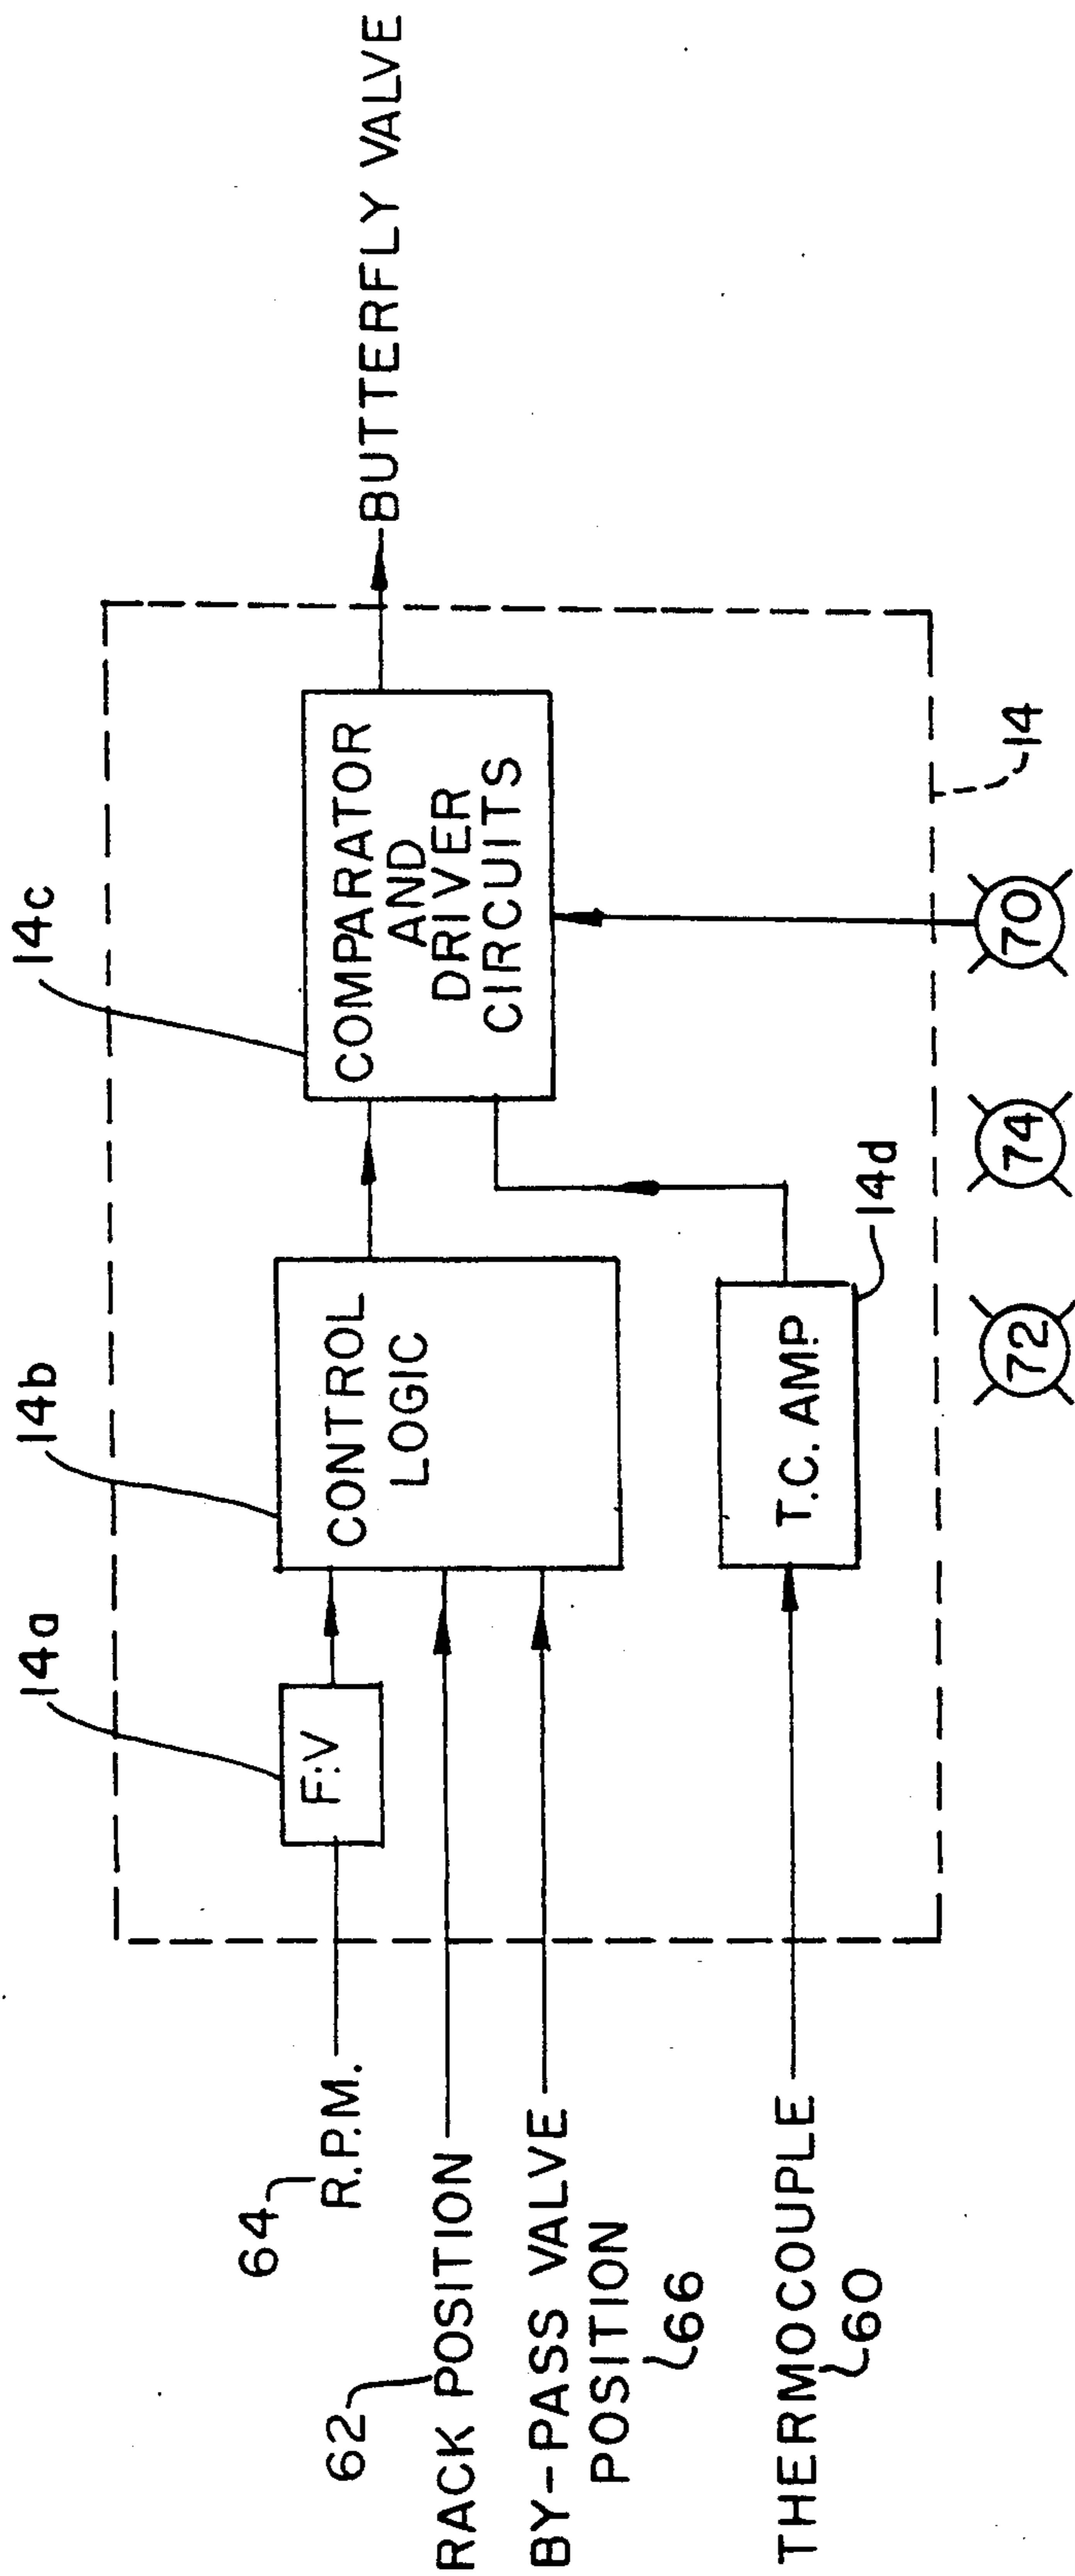 14a
14b
14c
64
R.P.M.
F:V
CONTROL
LOGIC
COMPARATOR
AND
DRIVER
CIRCUITS
BUTTERFLY VALVE
62
RACK POSITION
BY-PASS VALVE
POSITION
66
THERMOCOUPLE
60
T.C. AMP.
14d
72
74
70
14